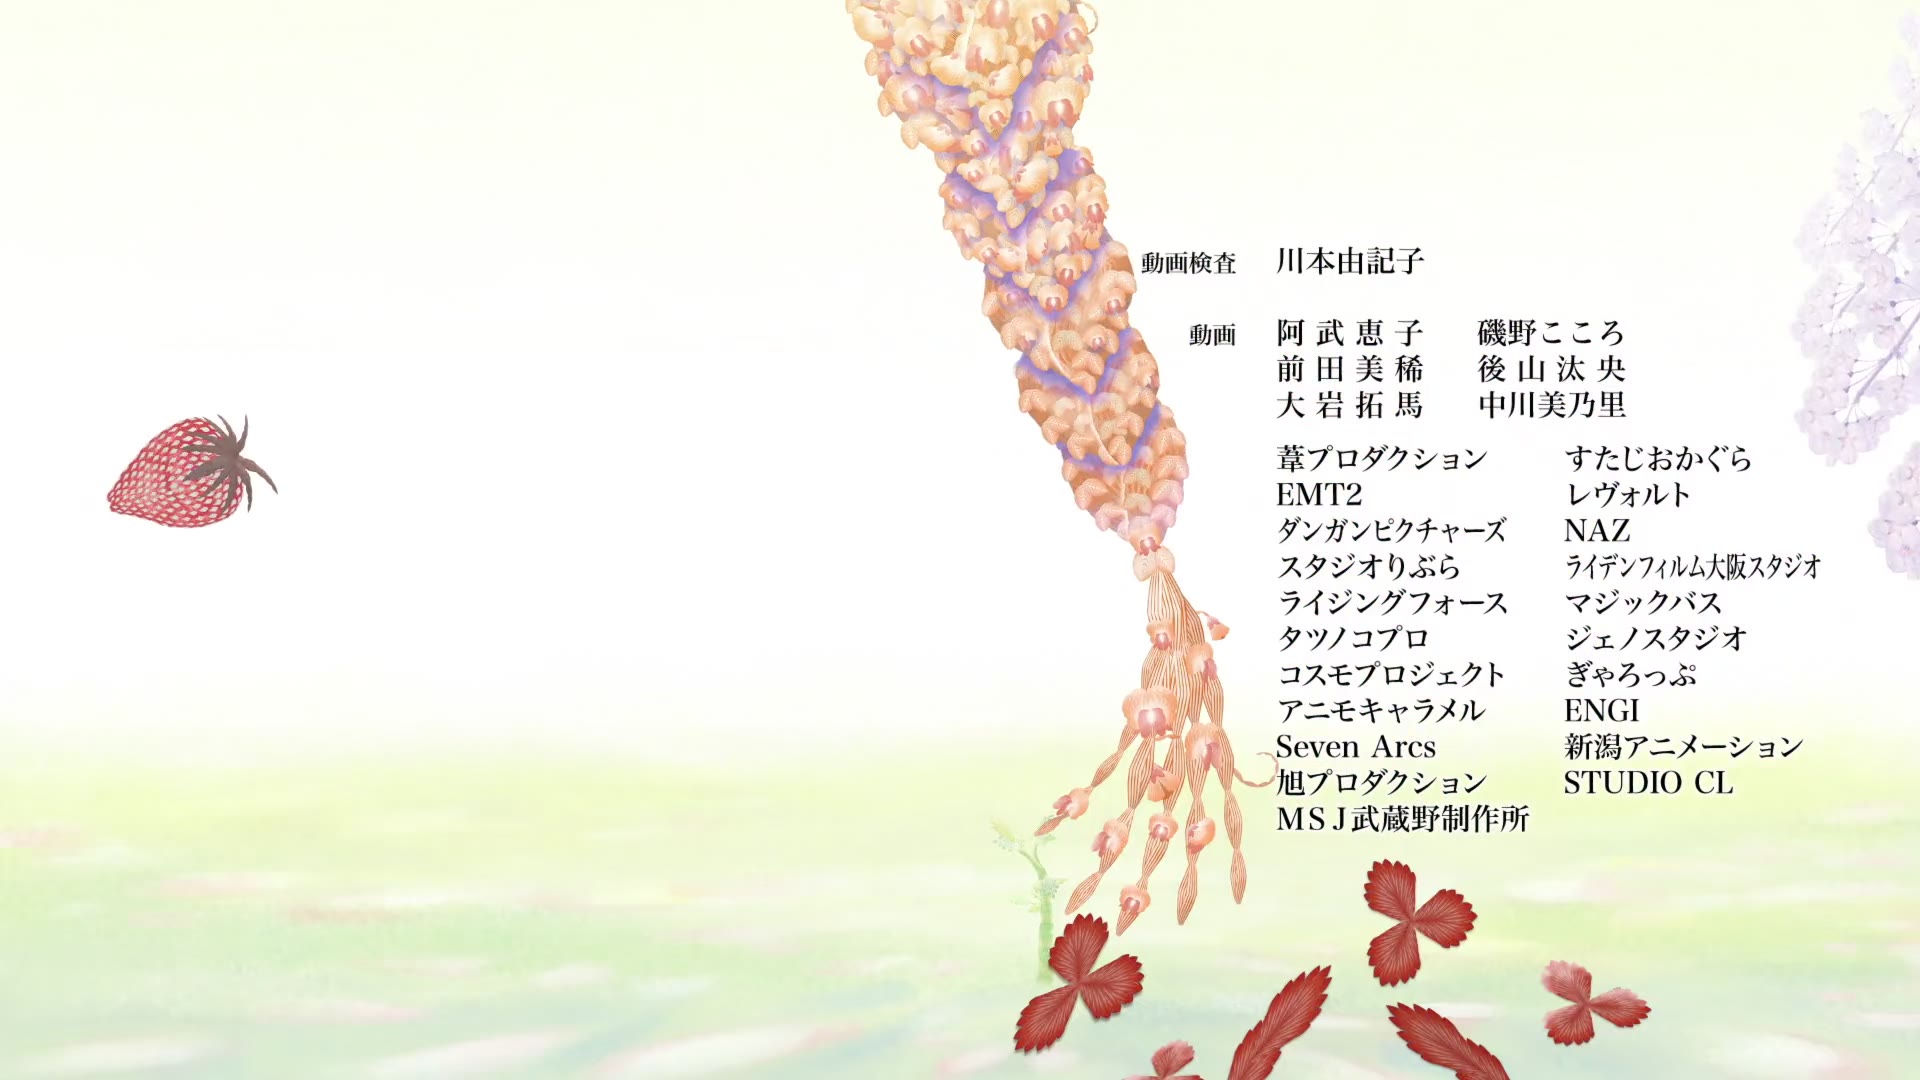 動画検査 川本由記子
動画 阿武恵子 磯野こころ
前田美稀 後山汰央
大岩拓馬 中川美乃里
葦プロダクション すたじおかぐら
EMT2 レヴォルト
ダンガンピクチャーズ NAZ
スタジオりぶら ライデンフィルム大阪スタジオ
ライジングフォース マジックバス
タツノコプロ ジェノスタジオ
コスモプロジェクト ぎゃろっぷ
アニモキャラメル ENGI
Seven Arcs 新潟アニメーション
旭プロダクション STUDIO CL
MSJ武蔵野制作所